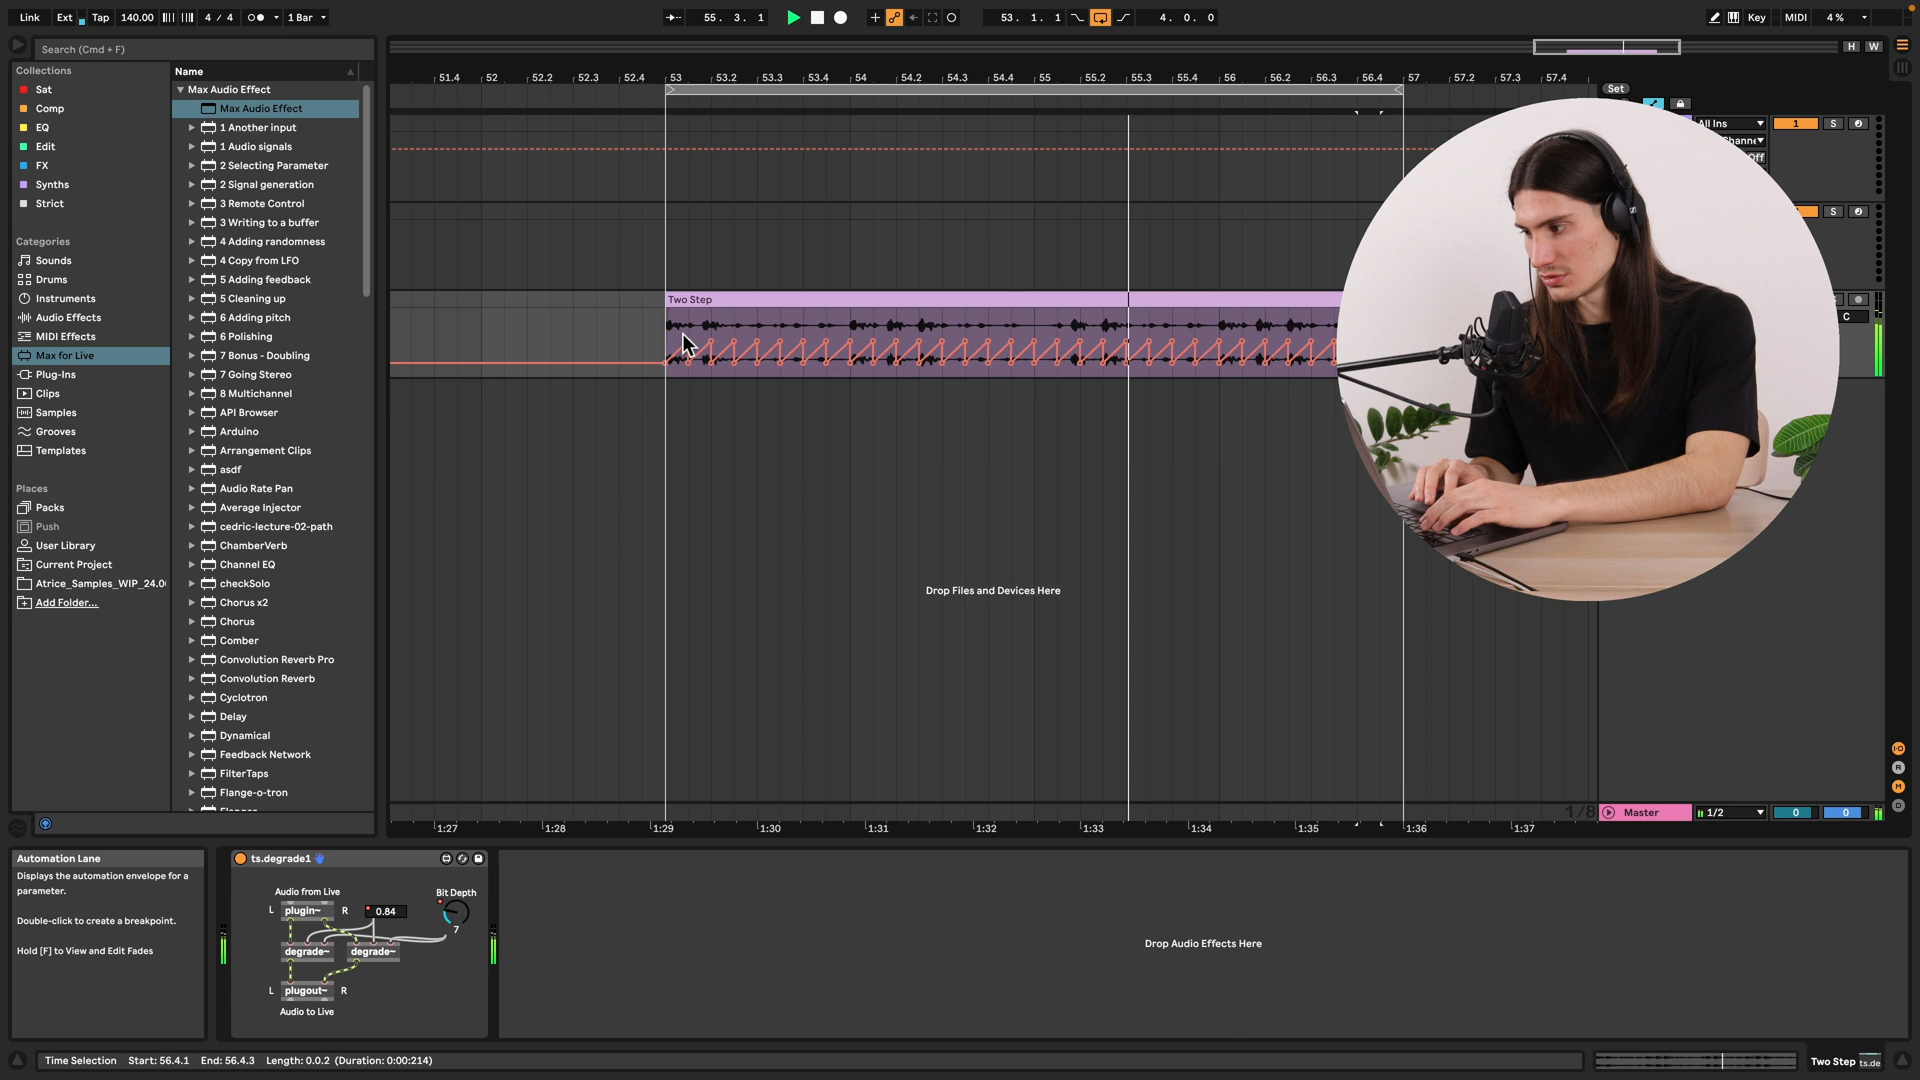 Link Ext Tap 140.00 4 / 4 1 Bar 55. 3. 1 53. 1. 1 4. 0. 0 Key MIDI 4 %
Search (Cmd + F)
H W
Collections
Sat
Comp
EQ
Edit
FX
Synths
Strict
Categories
Sounds
Drums
Instruments
Audio Effects
MIDI Effects
Max for Live
Plug-Ins
Clips
Samples
Grooves
Templates
Places
Packs
Push
User Library
Current Project
Atrice_Samples_WIP_24.0
Add Folder...
Name
Max Audio Effect
Max Audio Effect
1 Another input
1 Audio signals
2 Selecting Parameter
2 Signal generation
3 Remote Control
3 Writing to a buffer
4 Adding randomness
4 Copy from LFO
5 Adding feedback
5 Cleaning up
6 Adding pitch
6 Polishing
7 Bonus - Doubling
7 Going Stereo
8 Multichannel
API Browser
Arduino
Arrangement Clips
asdf
Audio Rate Pan
Average Injector
cedric-lecture-02-path
ChamberVerb
Channel EQ
checkSolo
Chorus x2
Chorus
Comber
Convolution Reverb Pro
Convolution Reverb
Cyclotron
Delay
Dynamical
Feedback Network
FilterTaps
Flange-o-tron
51.4 52 52.2 52.3 52.4 53 53.2 53.3 53.4 54 54.2 54.3 54.4 55 55.2 55.3 55.4 56 56.2 56.3 56.4 57 57.2 57.3 57.4
Set
All Ins 1 S
S
Two Step
C
Drop Files and Devices Here
1/8 Master 1/2 0 0
1:27 1:28 1:29 1:30 1:31 1:32 1:33 1:34 1:35 1:36 1:37
I·O
R
M
D
Automation Lane
Displays the automation envelope for a
parameter.
Double-click to create a breakpoint.
Hold [F] to View and Edit Fades
ts.degrade1
Audio from Live Bit Depth
L plugin~ R 0.84
7
degrade~ degrade~
L plugout~ R
Audio to Live
Drop Audio Effects Here
Time Selection Start: 56.4.1 End: 56.4.3 Length: 0.0.2 (Duration: 0:00:214)
Two Step ts.de